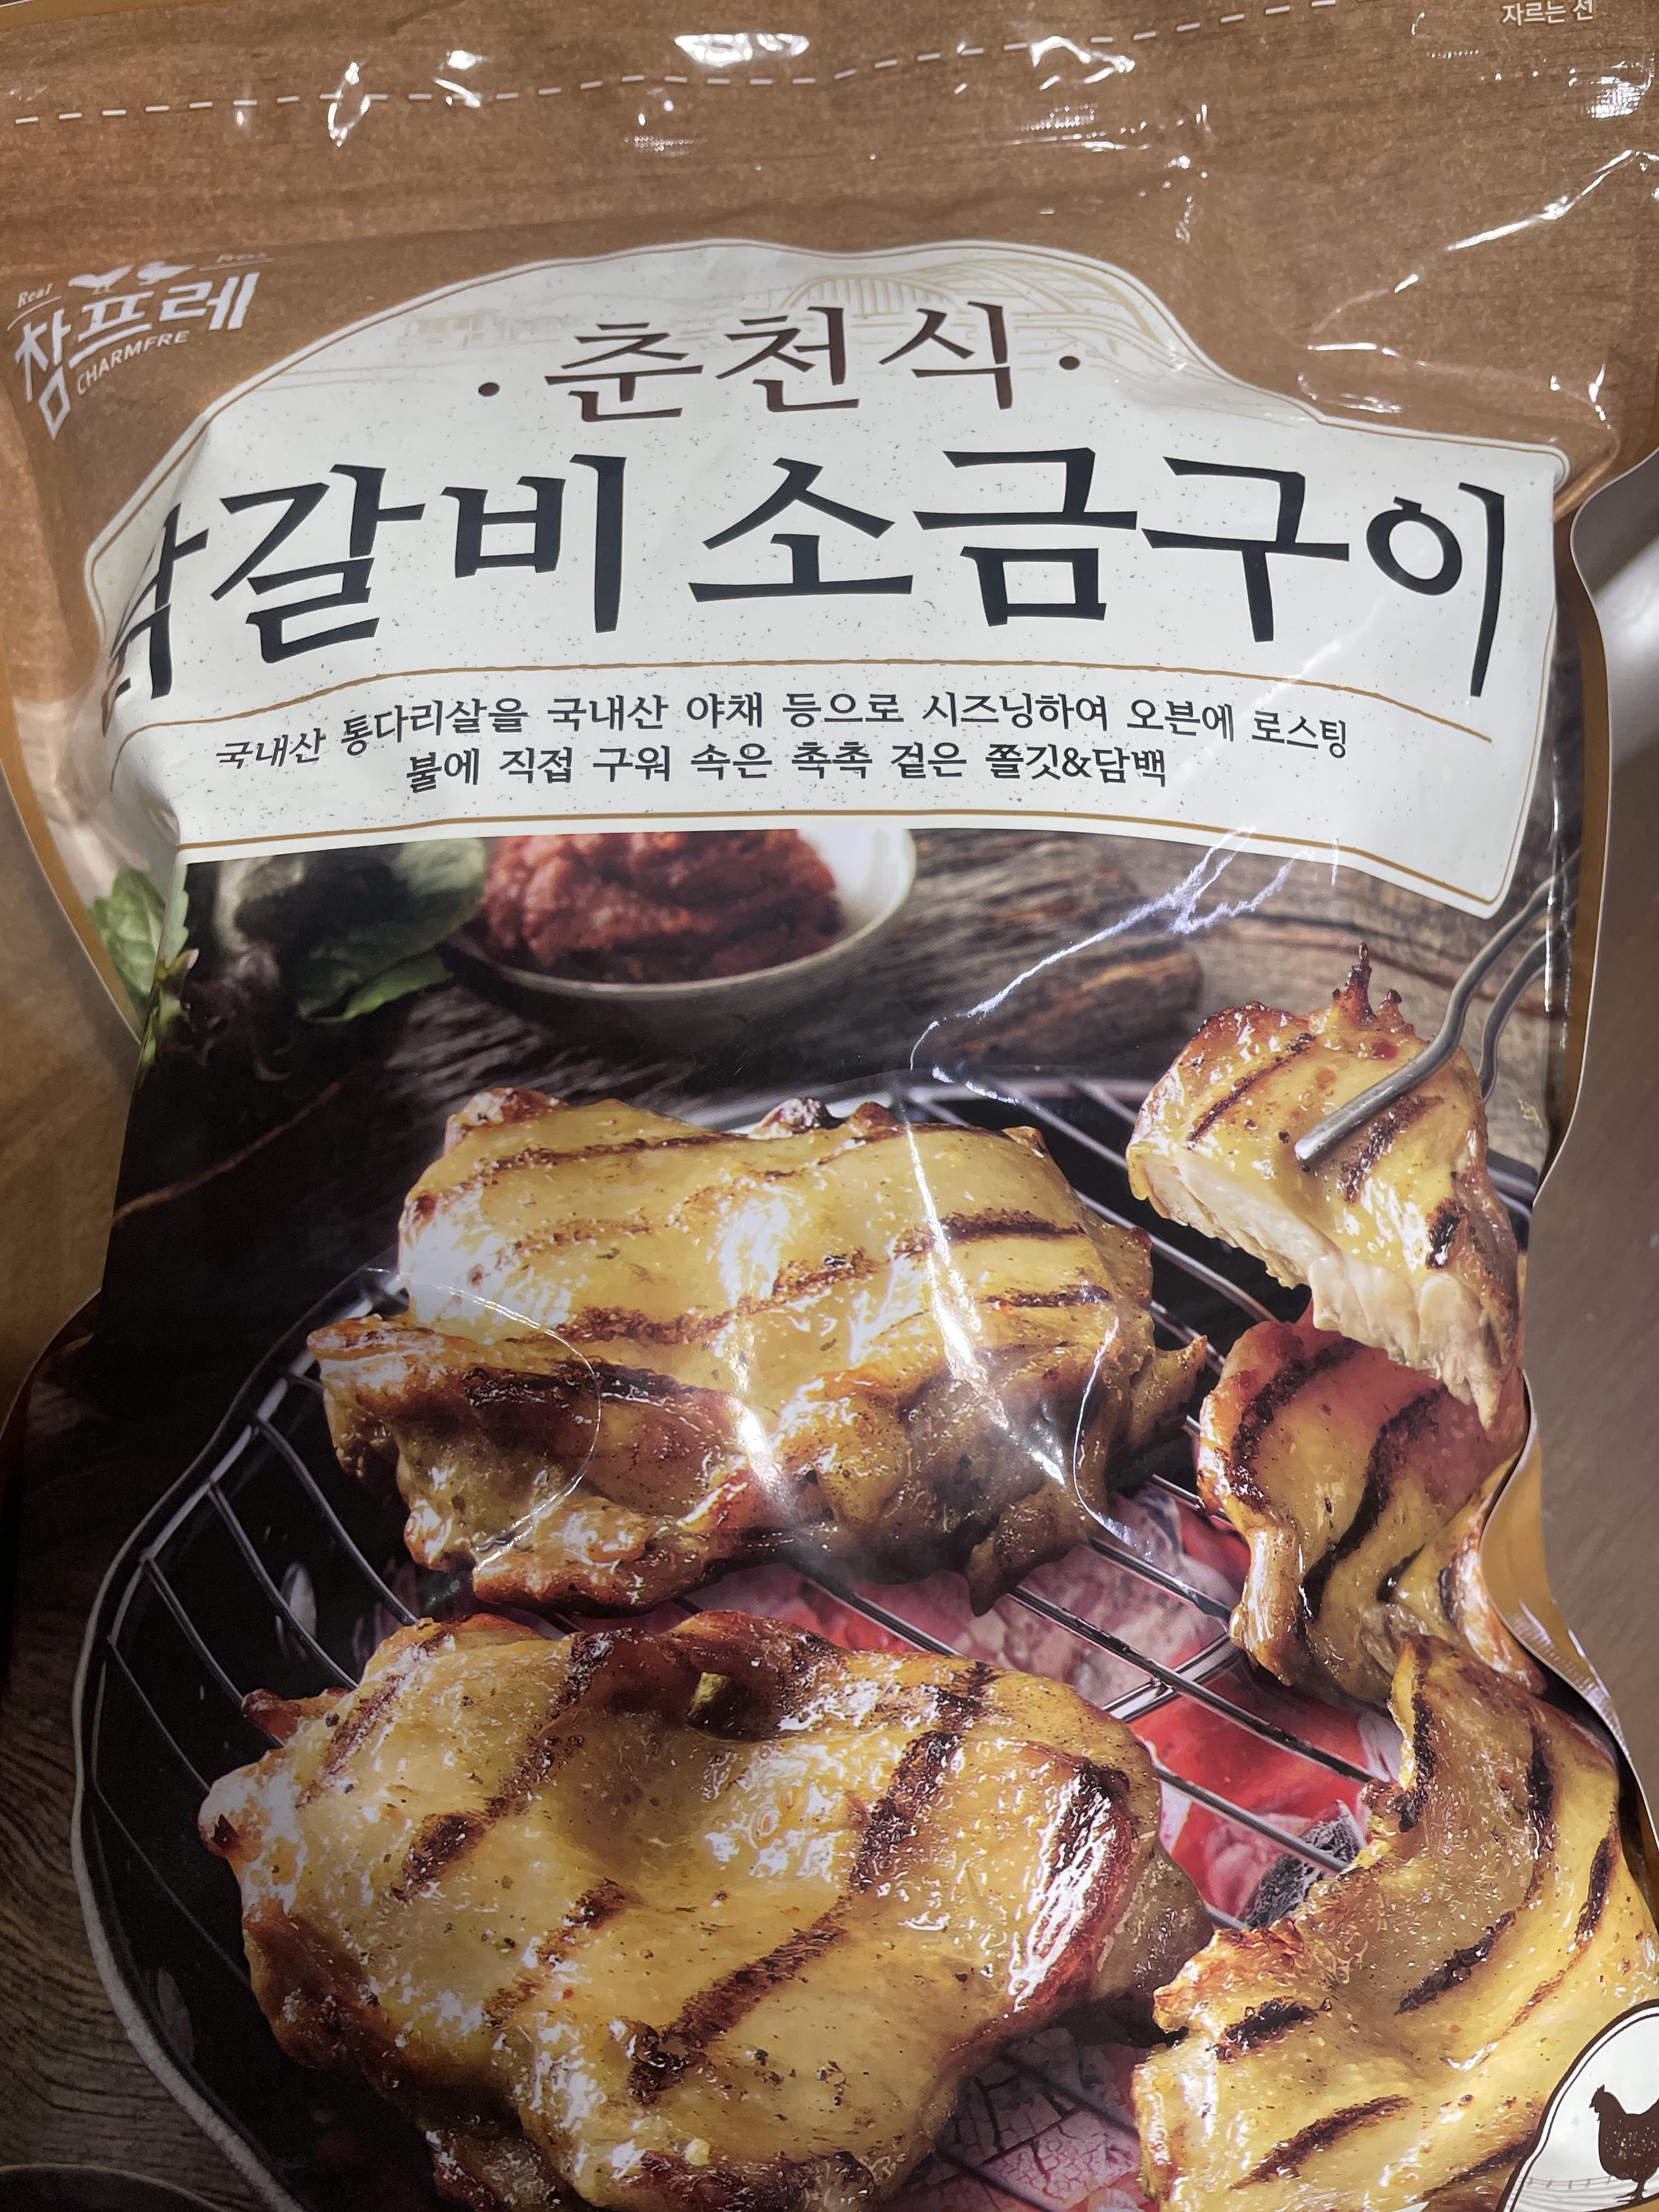 자르는 선
Real
참프레
CHARMFRE
·춘천식·
닭갈비 소금구이
국내산 통다리살을 국내산 야채 등으로 시즈닝하여 오븐에 로스팅
불에 직접 구워 속은 촉촉 겉은 쫄깃&담백